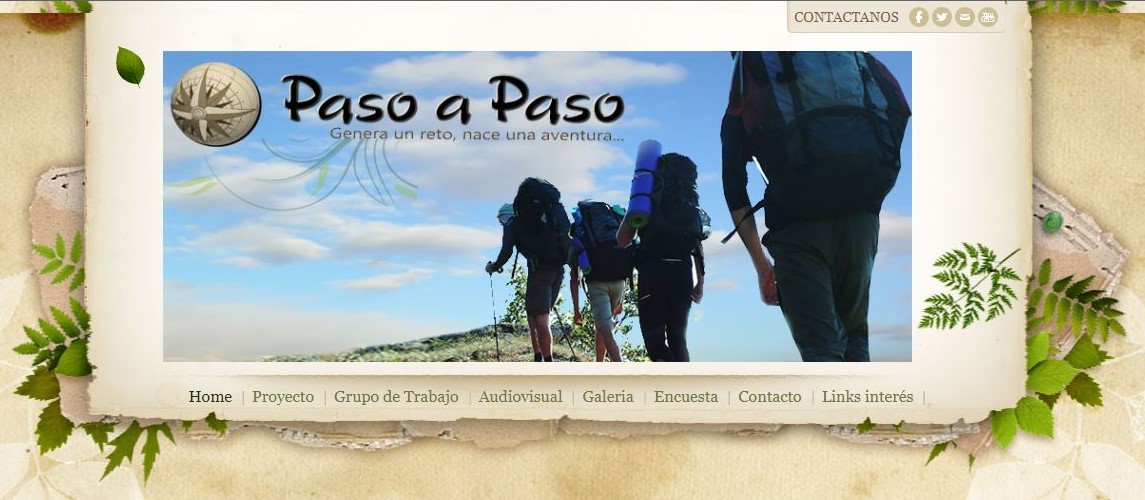 CONTACTANOS
Paso a Paso
Genera un reto, nace una aventura...
Home | Proyecto | Grupo de Trabajo | Audiovisual | Galeria | Encuesta | Contacto | Links interés |